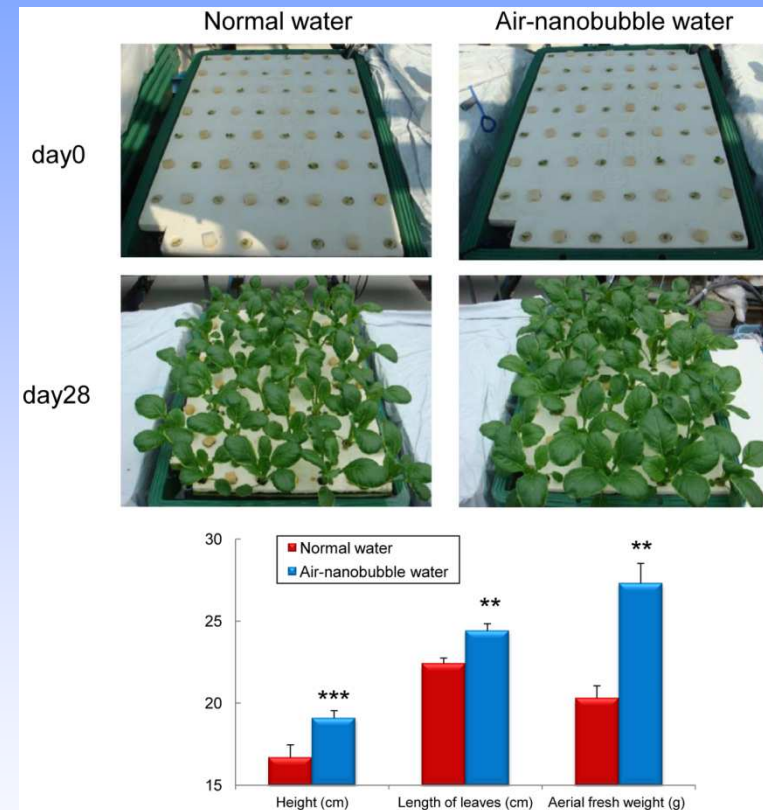 Normal water
Air-nanobubble water
day0
day28
30
25
20
15
Normal water
Air-nanobubble water
***
**
**
Height (cm)
Length of leaves (cm)
Aerial fresh weight (g)